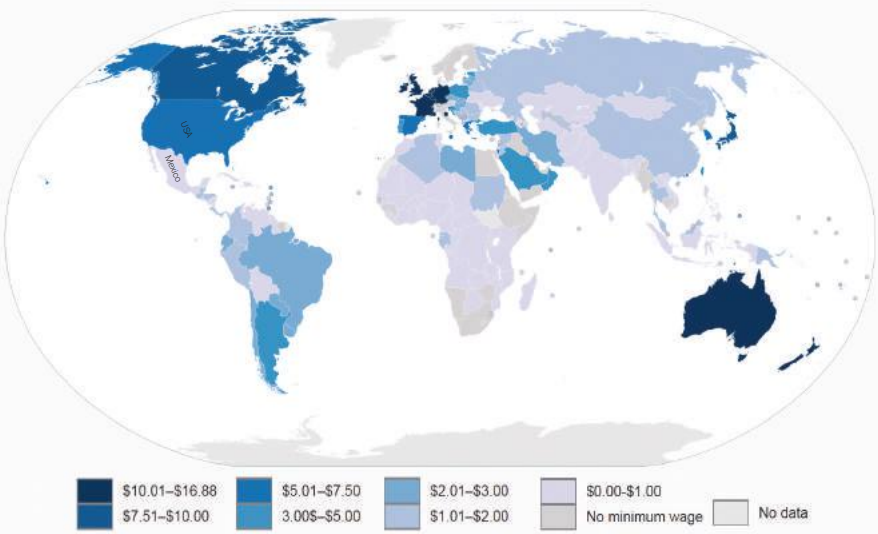 USA
Mexico
$10.01–$16.88
$5.01–$7.50
$2.01–$3.00
$0.00-$1.00
$7.51–$10.00
3.00$–$5.00
$1.01–$2.00
No minimum wage
No data